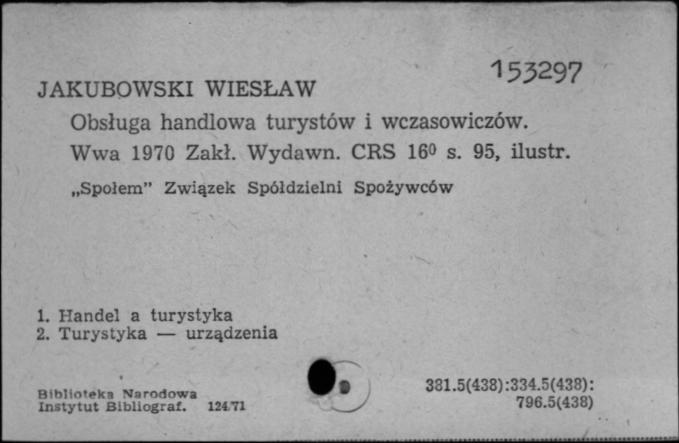 153297
JAKUBOWSKI WIESŁAW
Obsługa handlowa turystów i wczasowiczów.
Wwa 1970 Zakł. Wydawn. CRS 16⁰ s. 95, ilustr.
„Społem” Związek Spółdzielni Spożywców
1. Handel a turystyka
2. Turystyka — urządzenia
Biblioteka Narodowa
Instytut Bibliograf. 124/71
381.5(438):334.5(438):
796.5(438)